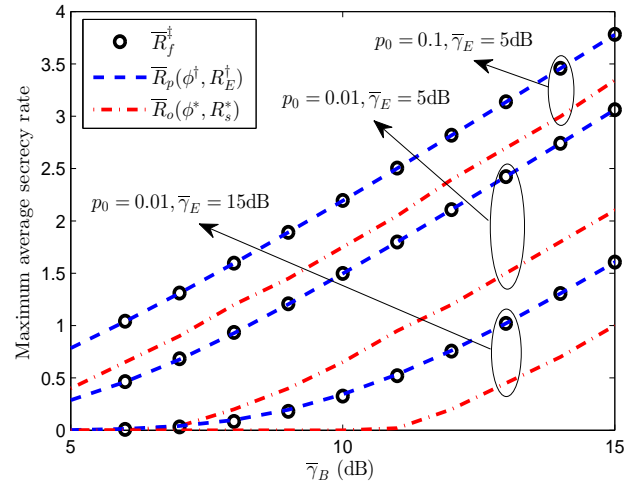 Maximum average secrecy rate
4
3.5
3
2.5
2
1.5
1
0.5
0
5
10
15
γ̅_B (dB)
R̅_f^‡
R̅_p(ϕ^†, R_E^†)
R̅_o(ϕ^*, R_s^*)
p_0 = 0.1, γ̅_E = 5dB
p_0 = 0.01, γ̅_E = 5dB
p_0 = 0.01, γ̅_E = 15dB